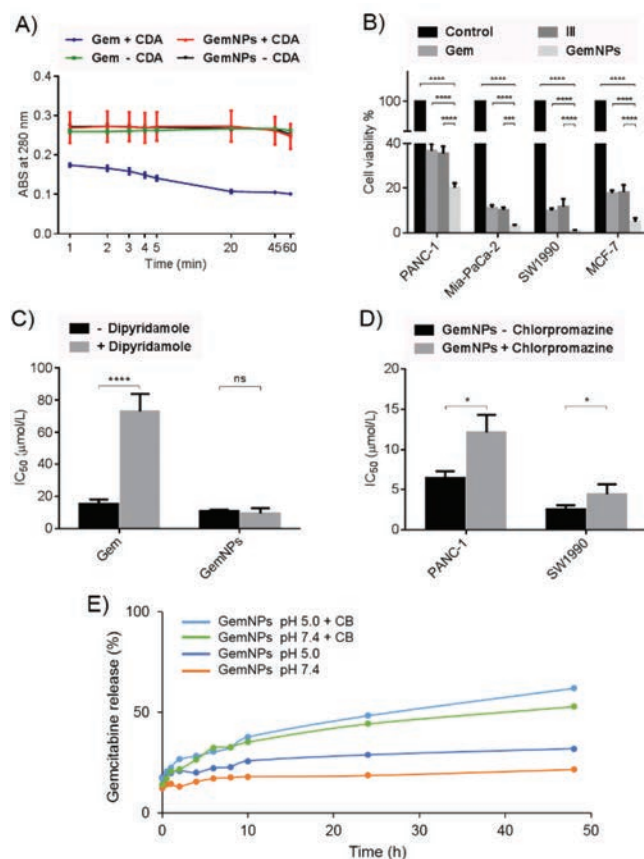 A)
Gem + CDA GemNPs + CDA
Gem - CDA GemNPs - CDA
ABS at 280 nm
0.4
0.3
0.2
0.1
0.0
1 2 3 4 5 20 45 60
Time (min)
B)
Control III
Gem GemNPs
Cell viability %
**** **** **** ****
100
**** **** **** ****
**** *** **** ****
40
20
0
PANC-1 Mia-PaCa-2 SW1990 MCF-7
C)
- Dipyridamole
+ Dipyridamole
IC50 (μmol/L)
100
80
60
40
20
0
**** ns
Gem GemNPs
D)
GemNPs - Chlorpromazine
GemNPs + Chlorpromazine
IC50 (μmol/L)
15
10
5
0
* *
PANC-1 SW1990
E)
Gemcitabine release (%)
100
50
0
GemNPs pH 5.0 + CB
GemNPs pH 7.4 + CB
GemNPs pH 5.0
GemNPs pH 7.4
0 10 20 30 40 50
Time (h)